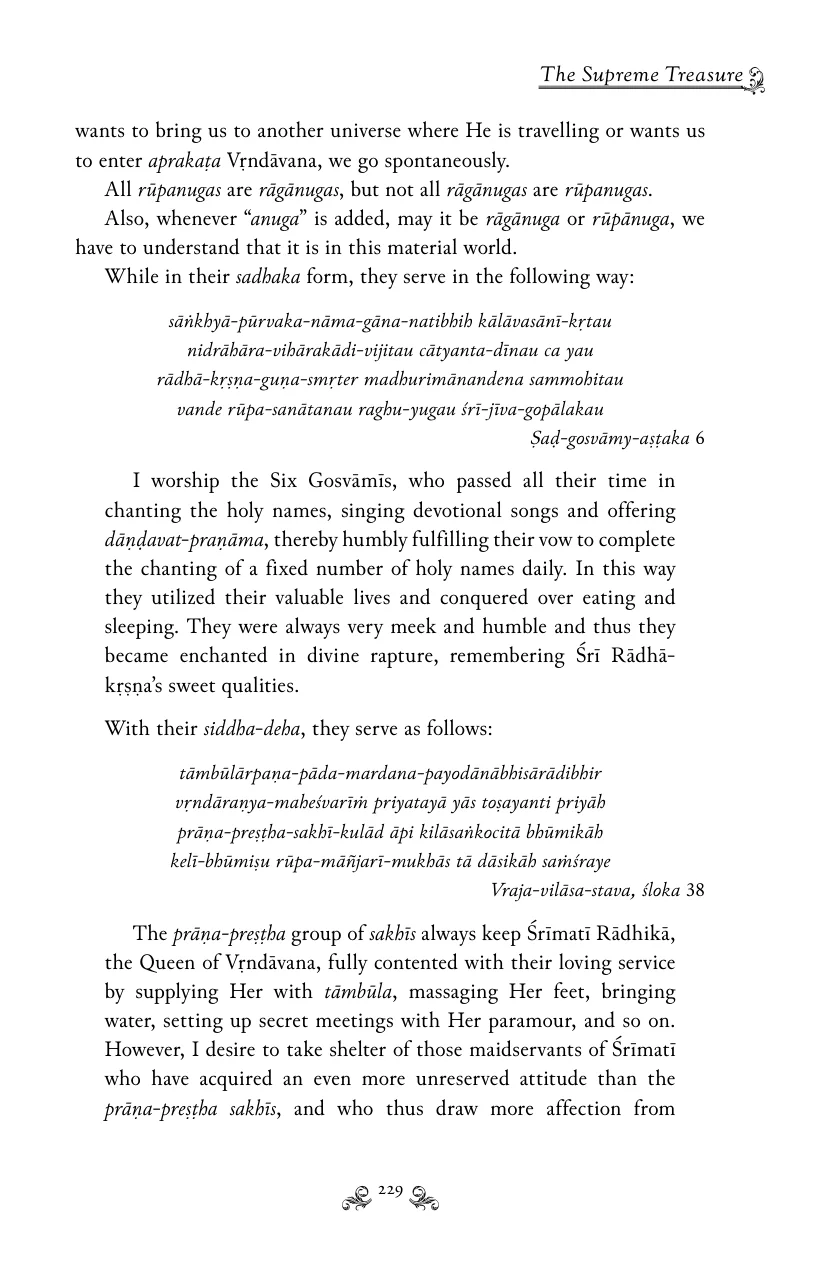 The Supreme Treasure
wants to bring us to another universe where He is travelling or wants us
to enter aprakaṭa Vṛndāvana, we go spontaneously.
All rūpanugas are rāgānugas, but not all rāgānugas are rūpanugas.
Also, whenever “anuga” is added, may it be rāgānuga or rūpānuga, we
have to understand that it is in this material world.
While in their sadhaka form, they serve in the following way:
sāṅkhyā-pūrvaka-nāma-gāna-natibhih kālāvasānī-kṛtau
nidrāhāra-vihārakādi-vijitau cātyanta-dīnau ca yau
rādhā-kṛṣṇa-guṇa-smṛter madhurimānandena sammohitau
vande rūpa-sanātanau raghu-yugau śrī-jīva-gopālakau
Ṣaḍ-gosvāmy-aṣṭaka 6
I worship the Six Gosvāmīs, who passed all their time in
chanting the holy names, singing devotional songs and offering
dāṇḍavat-praṇāma, thereby humbly fulfilling their vow to complete
the chanting of a fixed number of holy names daily. In this way
they utilized their valuable lives and conquered over eating and
sleeping. They were always very meek and humble and thus they
became enchanted in divine rapture, remembering Śrī Rādhā-
kṛṣṇa’s sweet qualities.
With their siddha-deha, they serve as follows:
tāmbūlārpaṇa-pāda-mardana-payodānābhisārādibhir
vṛndāraṇya-maheśvarīṁ priyatayā yās toṣayanti priyāh
prāṇa-preṣṭha-sakhī-kulād āpi kilāsaṅkocitā bhūmikāh
kelī-bhūmiṣu rūpa-māñjarī-mukhās tā dāsikāh saṁśraye
Vraja-vilāsa-stava, śloka 38
The prāṇa-preṣṭha group of sakhīs always keep Śrīmatī Rādhikā,
the Queen of Vṛndāvana, fully contented with their loving service
by supplying Her with tāmbūla, massaging Her feet, bringing
water, setting up secret meetings with Her paramour, and so on.
However, I desire to take shelter of those maidservants of Śrīmatī
who have acquired an even more unreserved attitude than the
prāṇa-preṣṭha sakhīs, and who thus draw more affection from
229